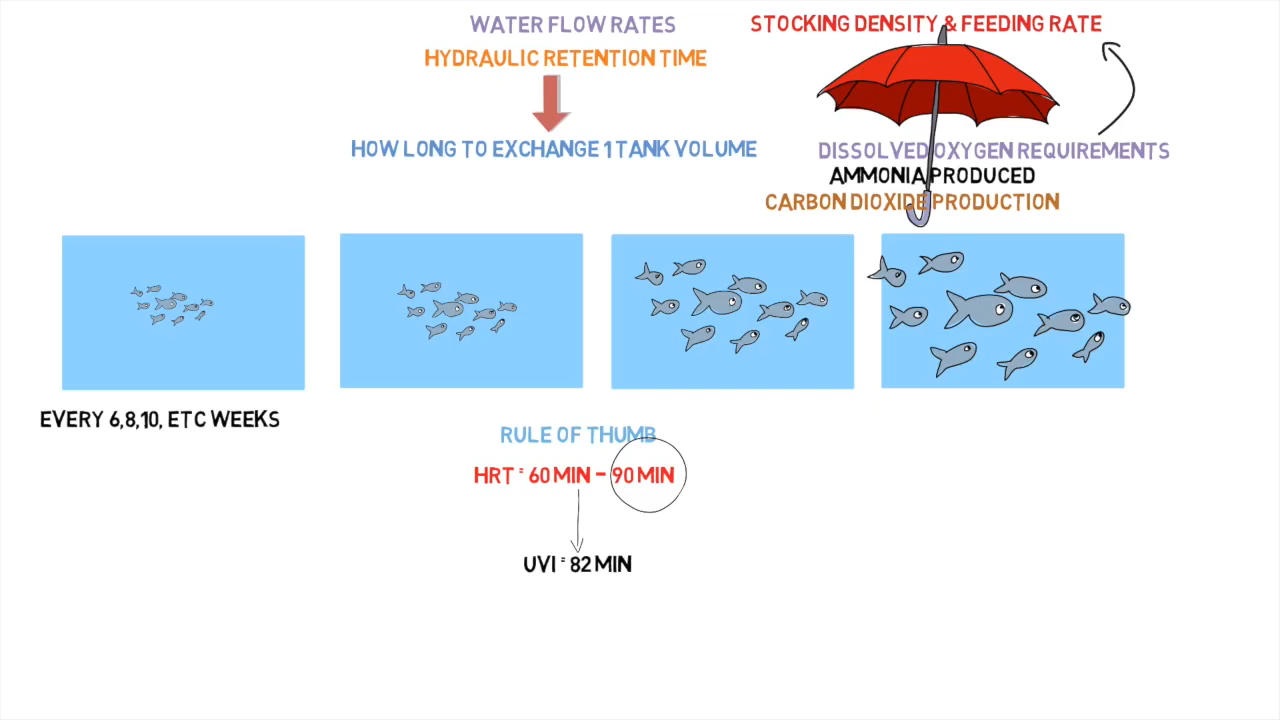 WATER FLOW RATES
HYDRAULIC RETENTION TIME
HOW LONG TO EXCHANGE 1 TANK VOLUME
STOCKING DENSITY & FEEDING RATE
DISSOLVED OXYGEN REQUIREMENTS
AMMONIA PRODUCED
CARBON DIOXIDE PRODUCTION
EVERY 6,8,10, ETC WEEKS
RULE OF THUMB
HRT = 60 MIN - 90 MIN
UVI = 82 MIN